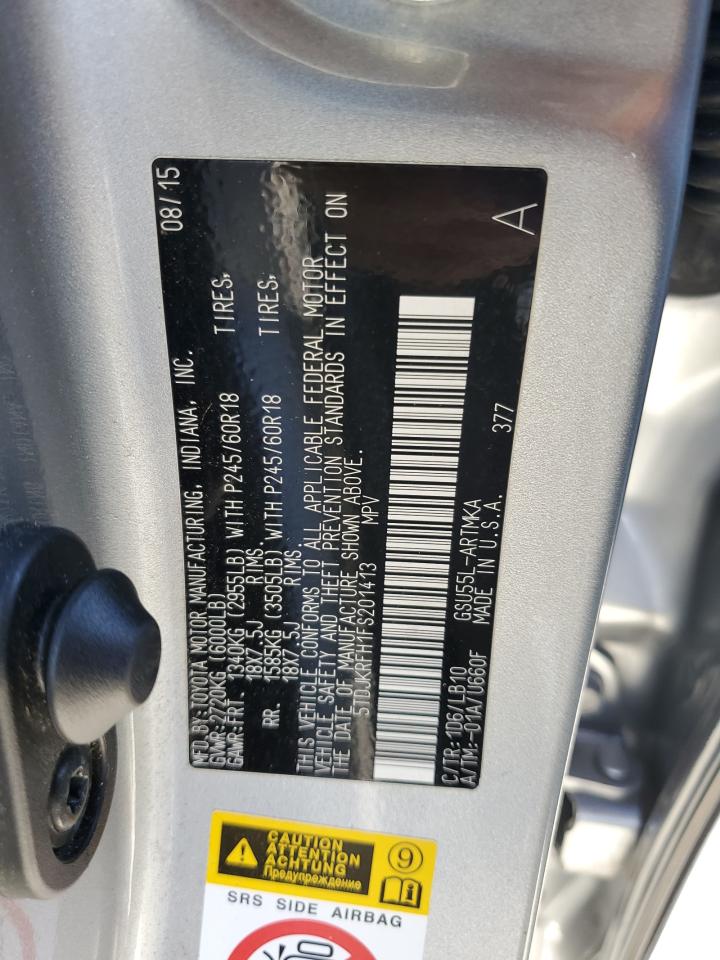 MFD.BY:TOYOTA MOTOR MANUFACTURING, INDIANA, INC. 08/15
GVWR:2720KG (6000LB)
GAWR:FRT. 1340KG (2955LB) WITH P245/60R18 TIRES,
18X7.5J RIMS
RR. 1585KG (3505LB) WITH P245/60R18 TIRES,
18X7.5J RIMS
THIS VEHICLE CONFORMS TO ALL APPLICABLE FEDERAL MOTOR
VEHICLE SAFETY AND THEFT PREVENTION STANDARDS IN EFFECT ON
THE DATE OF MANUFACTURE SHOWN ABOVE.
5TDJKRFH1FS201413 MPV
C/TR:1D6/LB10 GSU55L-ARTMKA
A/TM:-01A/U660F MADE IN U.S.A. 377 A
CAUTION
ATTENTION
ACHTUNG
Предупреждение
9
SRS SIDE AIRBAG